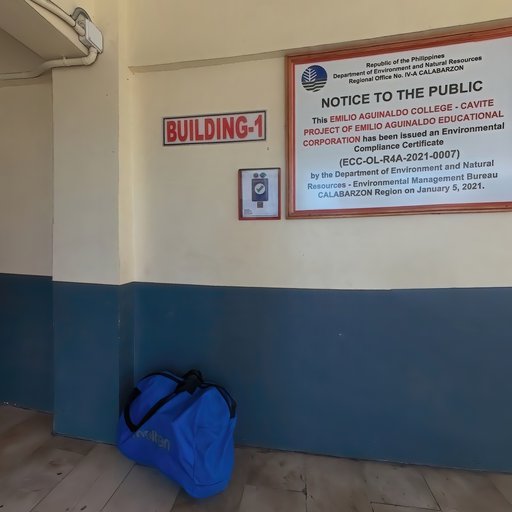 Republic of the Philippines
Department of Environment and Natural Resources
Regional Office No. IV-A CALABARZON
NOTICE TO THE PUBLIC
This EMILIO AGUINALDO COLLEGE - CAVITE
PROJECT OF EMILIO AGUINALDO EDUCATIONAL
CORPORATION has been issued an Environmental
Compliance Certificate
(ECC-OL-R4A-2021-0007)
by the Department of Environment and Natural
Resources - Environmental Management Bureau
CALABARZON Region on January 5, 2021.
BUILDING-1